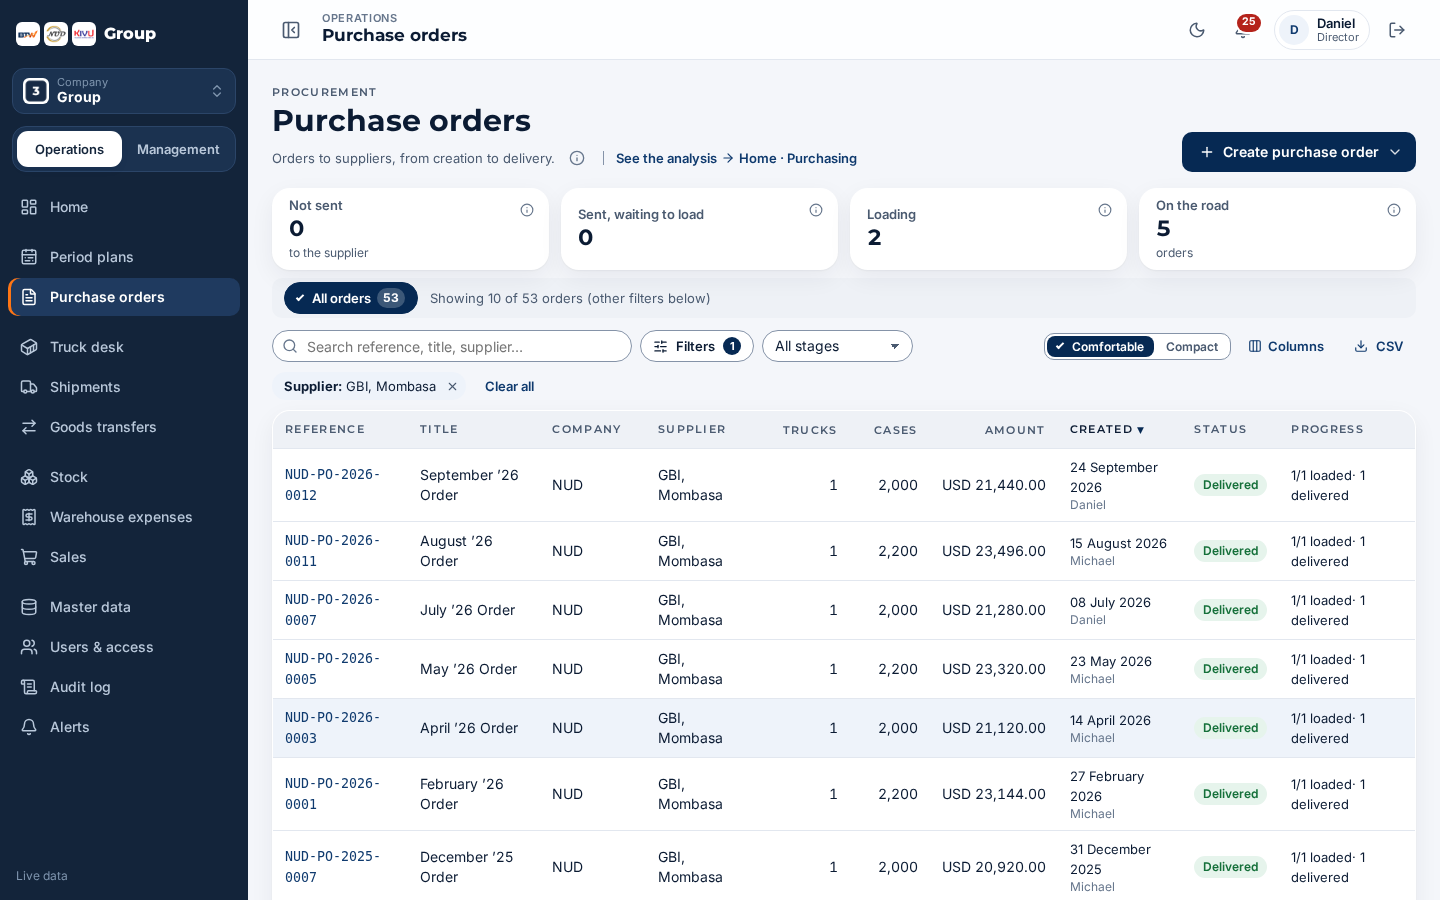 BTW NUD KIVU Group
Company
3 Group
Operations Management
Home
Period plans
Purchase orders
Truck desk
Shipments
Goods transfers
Stock
Warehouse expenses
Sales
Master data
Users & access
Audit log
Alerts
Live data
OPERATIONS
Purchase orders
25
D Daniel
Director
PROCUREMENT
Purchase orders
Orders to suppliers, from creation to delivery. See the analysis → Home · Purchasing
+ Create purchase order
Not sent
0
to the supplier
Sent, waiting to load
0
Loading
2
On the road
5
orders
✔ All orders 53 Showing 10 of 53 orders (other filters below)
Search reference, title, supplier... Filters 1 All stages ✔ Comfortable Compact Columns CSV
Supplier: GBI, Mombasa × Clear all
REFERENCE TITLE COMPANY SUPPLIER TRUCKS CASES AMOUNT CREATED ▼ STATUS PROGRESS
NUD-PO-2026-0012 September ’26 Order NUD GBI, Mombasa 1 2,000 USD 21,440.00 24 September 2026 Daniel Delivered 1/1 loaded· 1 delivered
NUD-PO-2026-0011 August ’26 Order NUD GBI, Mombasa 1 2,200 USD 23,496.00 15 August 2026 Michael Delivered 1/1 loaded· 1 delivered
NUD-PO-2026-0007 July ’26 Order NUD GBI, Mombasa 1 2,000 USD 21,280.00 08 July 2026 Daniel Delivered 1/1 loaded· 1 delivered
NUD-PO-2026-0005 May ’26 Order NUD GBI, Mombasa 1 2,200 USD 23,320.00 23 May 2026 Michael Delivered 1/1 loaded· 1 delivered
NUD-PO-2026-0003 April ’26 Order NUD GBI, Mombasa 1 2,000 USD 21,120.00 14 April 2026 Michael Delivered 1/1 loaded· 1 delivered
NUD-PO-2026-0001 February ’26 Order NUD GBI, Mombasa 1 2,200 USD 23,144.00 27 February 2026 Michael Delivered 1/1 loaded· 1 delivered
NUD-PO-2025-0007 December ’25 Order NUD GBI, Mombasa 1 2,000 USD 20,920.00 31 December 2025 Michael Delivered 1/1 loaded· 1 delivered